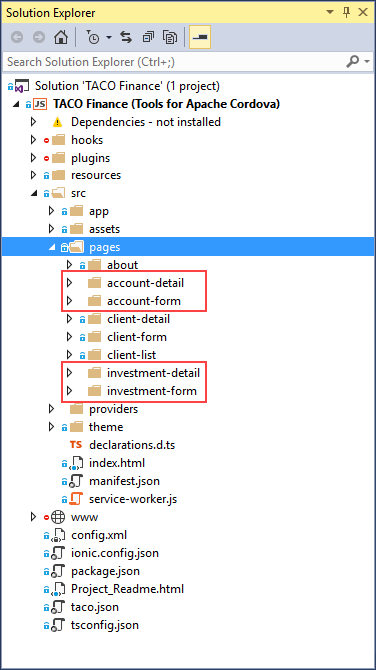 Solution Explorer
Search Solution Explorer (Ctrl+;)
Solution 'TACO Finance' (1 project)
JS TACO Finance (Tools for Apache Cordova)
Dependencies - not installed
hooks
plugins
resources
src
app
assets
pages
about
account-detail
account-form
client-detail
client-form
client-list
investment-detail
investment-form
providers
theme
TS declarations.d.ts
index.html
manifest.json
service-worker.js
www
config.xml
ionic.config.json
package.json
Project_Readme.html
taco.json
tsconfig.json